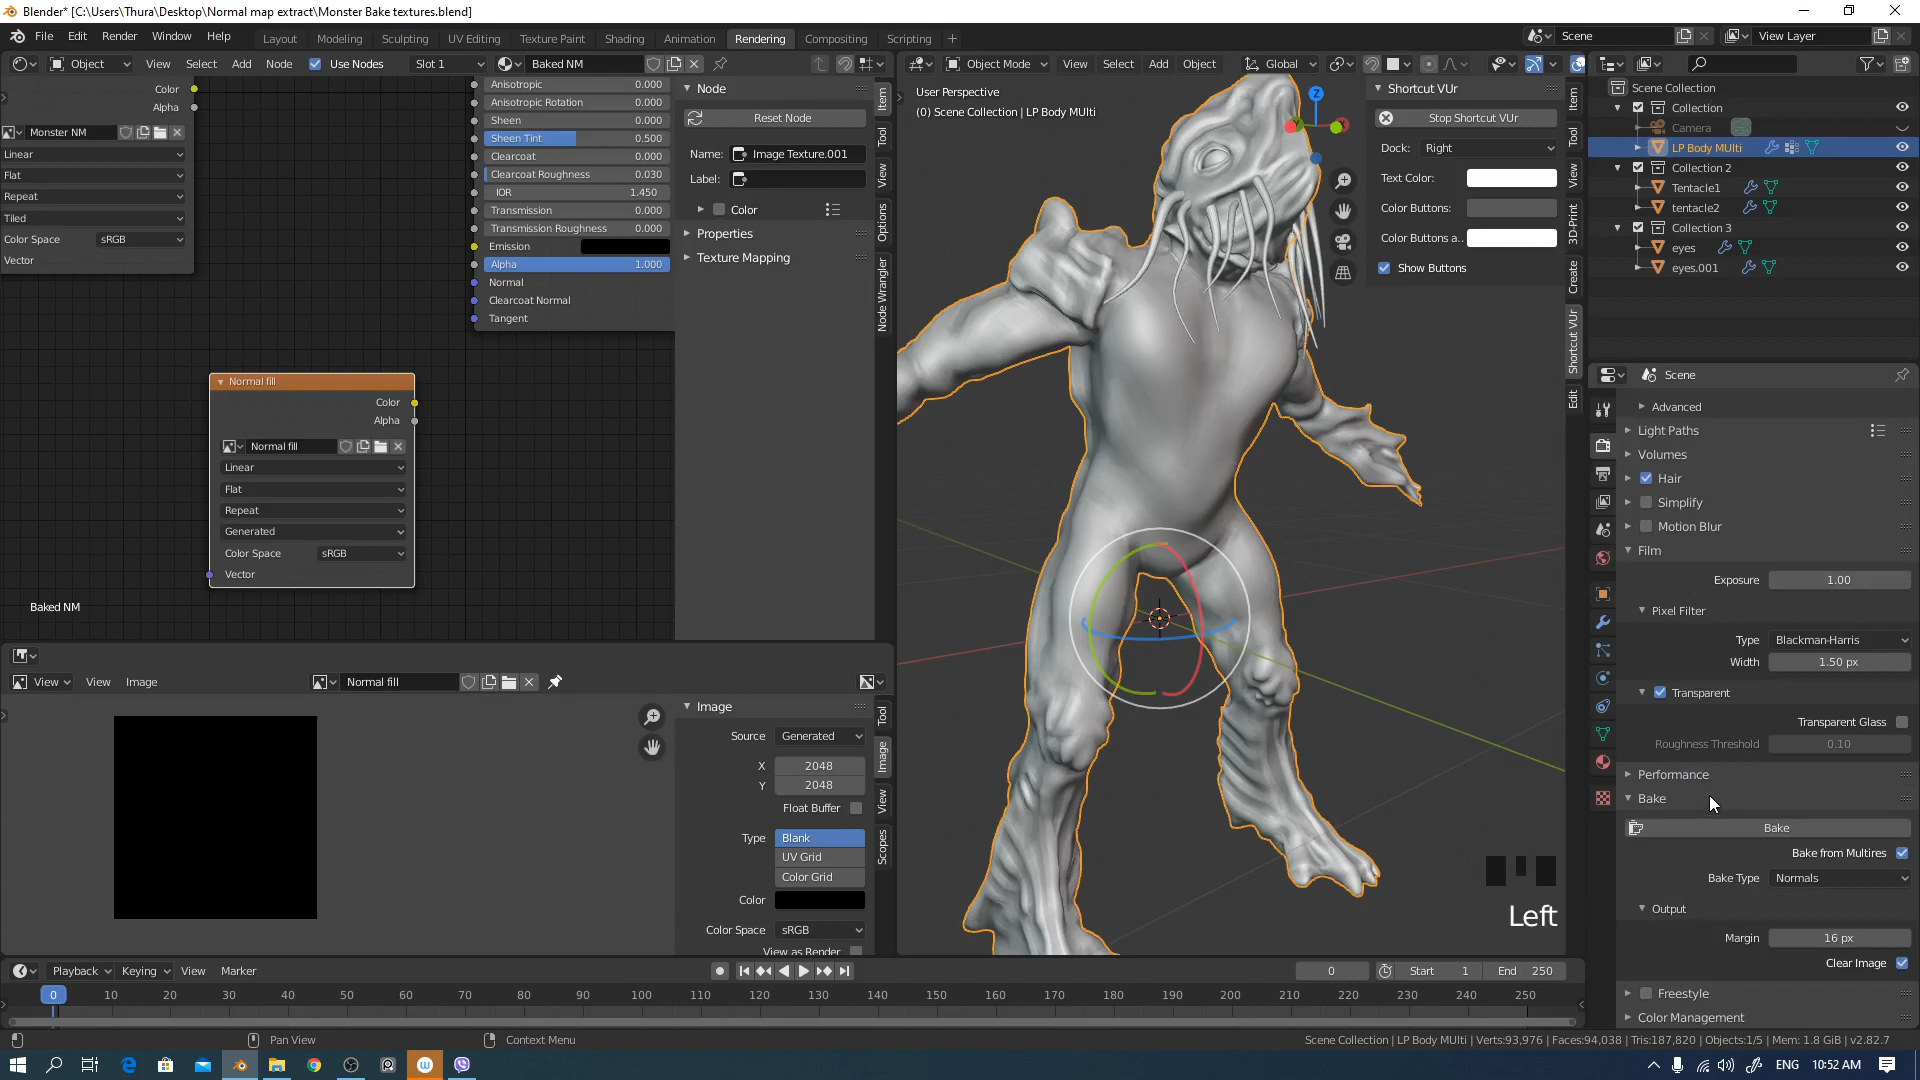 Blender* [C:\Users\Thura\Desktop\Normal map extract\Monster Bake textures.blend]
File Edit Render Window Help Layout Modeling Sculpting UV Editing Texture Paint Shading Animation Rendering Compositing Scripting + Scene View Layer
Object View Select Add Node Use Nodes Slot 1 Baked NM
Color
Alpha
Monster NM
Linear
Flat
Repeat
Tiled
Color Space sRGB
Vector
Anisotropic 0.000
Anisotropic Rotation 0.000
Sheen 0.000
Sheen Tint 0.500
Clearcoat 0.000
Clearcoat Roughness 0.030
IOR 1.450
Transmission 0.000
Transmission Roughness 0.000
Emission
Alpha 1.000
Normal
Clearcoat Normal
Tangent
Normal fill
Color
Alpha
Normal fill
Linear
Flat
Repeat
Generated
Color Space sRGB
Vector
Baked NM
Node
Reset Node
Name: Image Texture.001
Label:
Color
Properties
Texture Mapping
Item
Tool
View
Options
Node Wrangler
Object Mode View Select Add Object Global
User Perspective
(0) Scene Collection | LP Body MUlti
Z
Left
Shortcut VUr
Stop Shortcut VUr
Dock: Right
Text Color:
Color Buttons:
Color Buttons a..
Show Buttons
Item
Tool
View
3D-Print
Create
Shortcut VUr
Edit
Scene Collection
Collection
Camera
LP Body MUlti
Collection 2
Tentacle1
tentacle2
Collection 3
eyes
eyes.001
Scene
Advanced
Light Paths
Volumes
Hair
Simplify
Motion Blur
Film
Exposure 1.00
Pixel Filter
Type Blackman-Harris
Width 1.50 px
Transparent
Transparent Glass
Roughness Threshold 0.10
Performance
Bake
Bake
Bake from Multires
Bake Type Normals
Output
Margin 16 px
Clear Image
Freestyle
Color Management
View View Image Normal fill
Image
Source Generated
X 2048
Y 2048
Float Buffer
Type Blank
UV Grid
Color Grid
Color
Color Space sRGB
View as Render
Tool
Image
View
Scopes
Playback Keying View Marker 0 Start 1 End 250
0 10 20 30 40 50 60 70 80 90 100 110 120 130 140 150 160 170 180 190 200 210 220 230 240 250
Pan View Context Menu Scene Collection | LP Body MUlti | Verts:93,976 | Faces:94,038 | Tris:187,820 | Objects:1/5 | Mem: 1.8 GiB | v2.82.7
ENG 10:52 AM